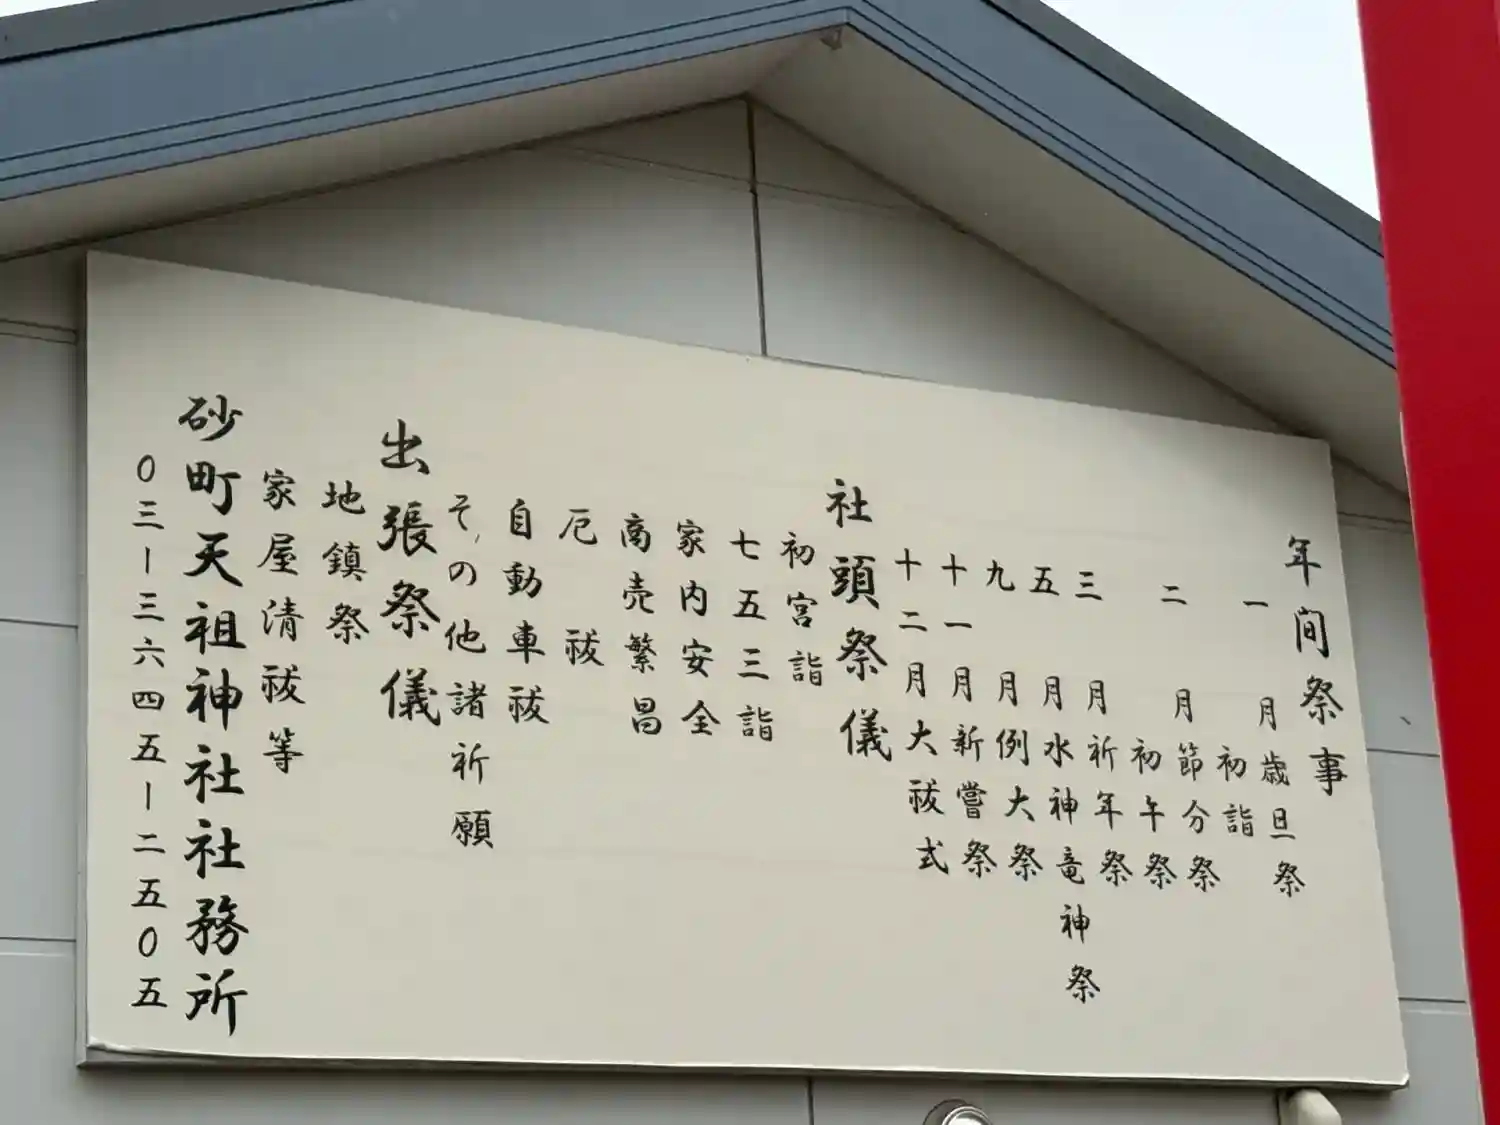 年間祭事
一月歳旦祭
初詣
二月節分祭
初午祭
三月祈年祭
五月水神竜神祭
九月例大祭
十一月新嘗祭
十二月大祓式
社頭祭儀
初宮詣
七五三詣
家内安全
商売繁昌
厄祓
自動車祓
その他諸祈願
出張祭儀
地鎮祭
家屋清祓等
砂町天祖神社社務所
〇三ー三六四五ー二五〇五